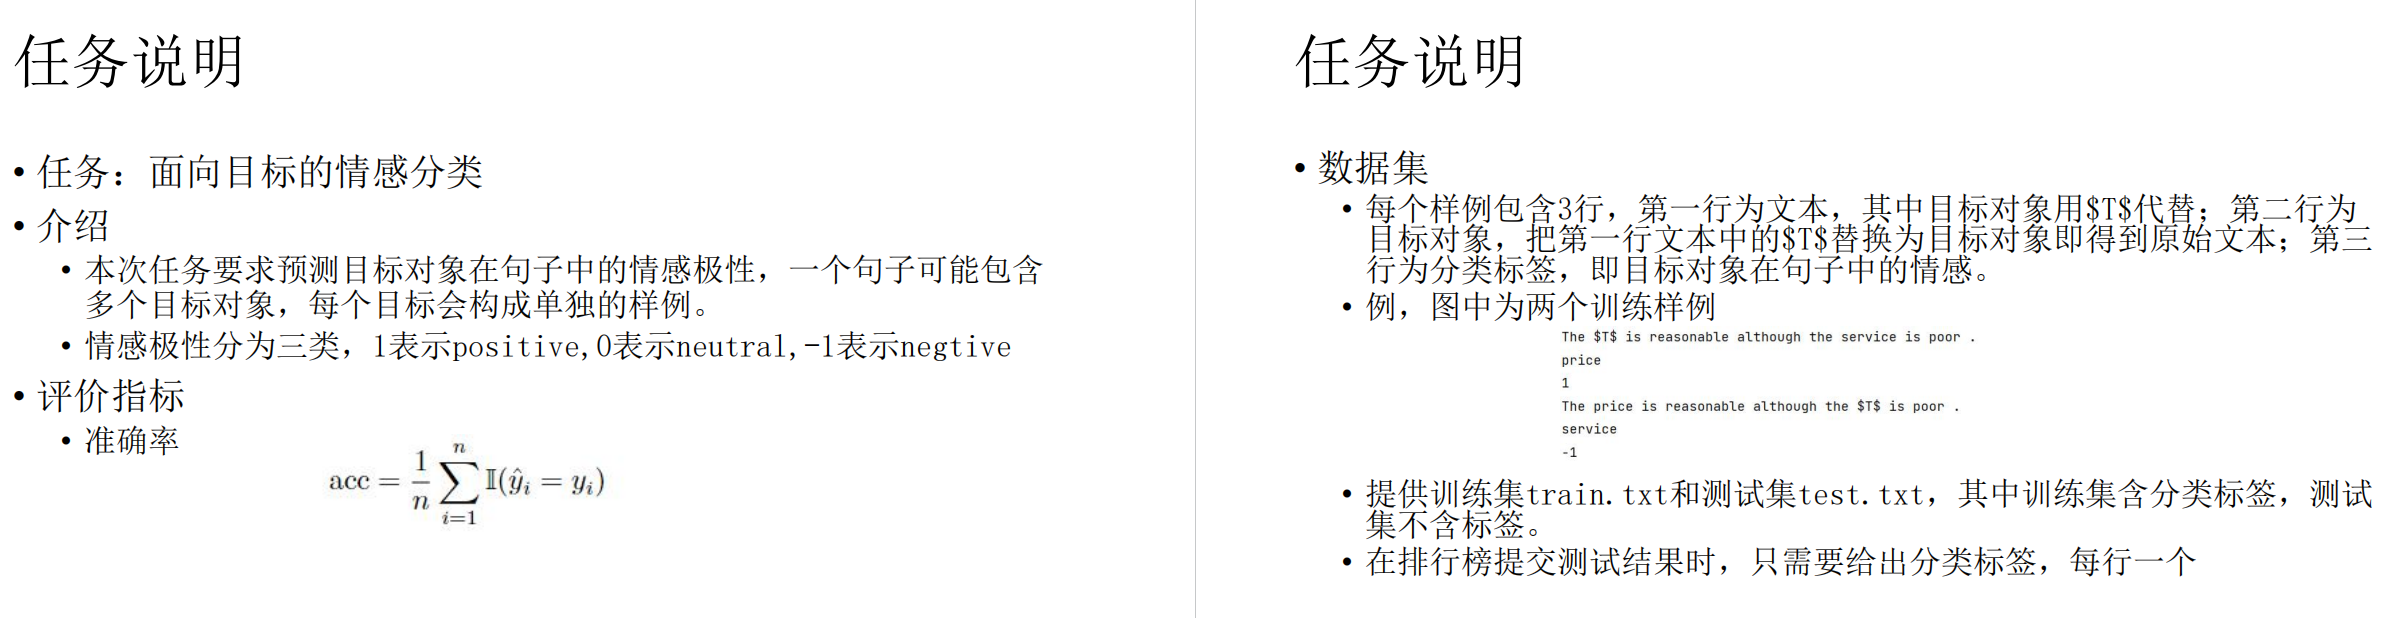 任务说明
• 任务：面向目标的情感分类
• 介绍
• 本次任务要求预测目标对象在句子中的情感极性，一个句子可能包含
多个目标对象，每个目标会构成单独的样例。
• 情感极性分为三类，1表示positive,0表示neutral,-1表示negtive
• 评价指标
• 准确率
acc = \frac{1}{n} \sum_{i=1}^{n} 𝕀(ŷ_i = y_i)
任务说明
• 数据集
• 每个样例包含3行，第一行为文本，其中目标对象用$T$代替；第二行为
目标对象，把第一行文本中的$T$替换为目标对象即得到原始文本；第三
行为分类标签，即目标对象在句子中的情感。
• 例，图中为两个训练样例
The $T$ is reasonable although the service is poor .
price
1
The price is reasonable although the $T$ is poor .
service
-1
• 提供训练集train.txt和测试集test.txt，其中训练集含分类标签，测试
集不含标签。
• 在排行榜提交测试结果时，只需要给出分类标签，每行一个